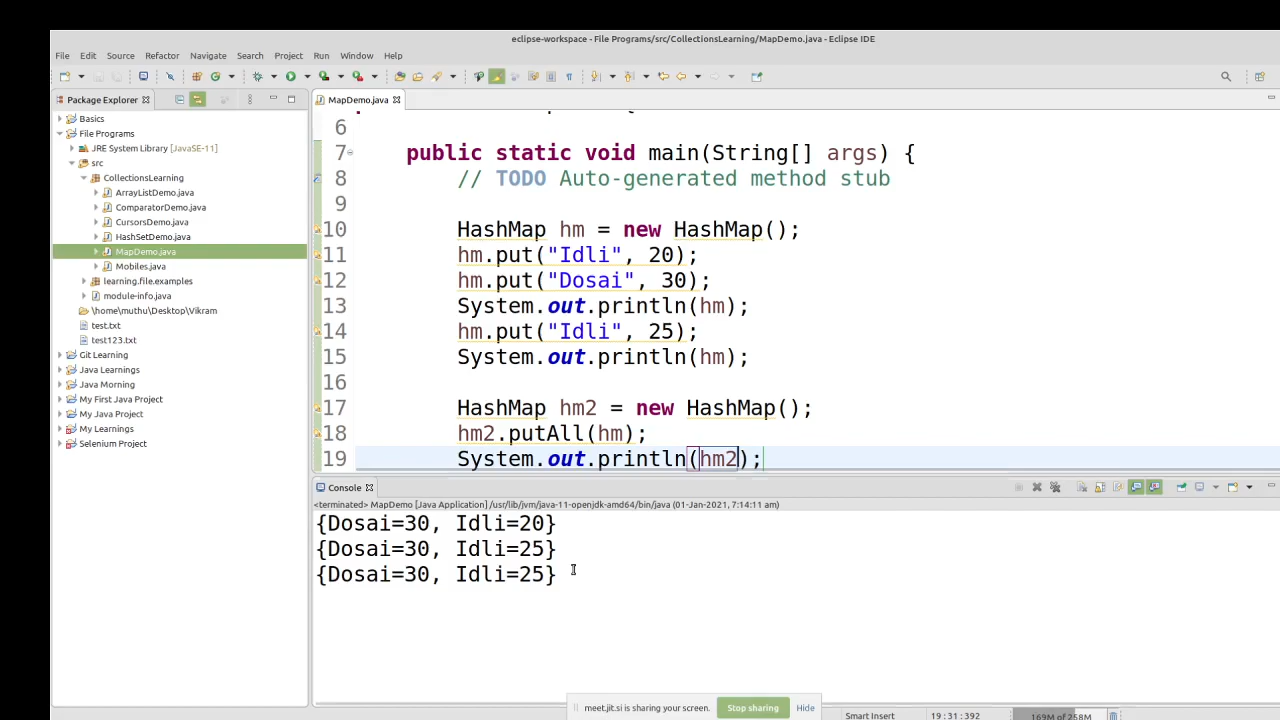 eclipse-workspace - File Programs/src/CollectionsLearning/MapDemo.java - Eclipse IDE
File Edit Source Refactor Navigate Search Project Run Window Help
Package Explorer
MapDemo.java
Basics
File Programs
JRE System Library [JavaSE-11]
src
CollectionsLearning
ArrayListDemo.java
ComparatorDemo.java
CursorsDemo.java
HashSetDemo.java
MapDemo.java
Mobiles.java
learning.file.examples
module-info.java
\home\muthu\Desktop\Vikram
test.txt
test123.txt
Git Learning
Java Learnings
Java Morning
My First Java Project
My Java Project
My Learnings
Selenium Project
6
7 public static void main(String[] args) {
8 // TODO Auto-generated method stub
9
10 HashMap hm = new HashMap();
11 hm.put("Idli", 20);
12 hm.put("Dosai", 30);
13 System.out.println(hm);
14 hm.put("Idli", 25);
15 System.out.println(hm);
16
17 HashMap hm2 = new HashMap();
18 hm2.putAll(hm);
19 System.out.println(hm2);
Console
<terminated> MapDemo [Java Application] /usr/lib/jvm/java-11-openjdk-amd64/bin/java (01-Jan-2021, 7:14:11 am)
{Dosai=30, Idli=20}
{Dosai=30, Idli=25}
{Dosai=30, Idli=25}
meet.jit.si is sharing your screen. Stop sharing Hide
Smart Insert 19:31:392 169M of 258M